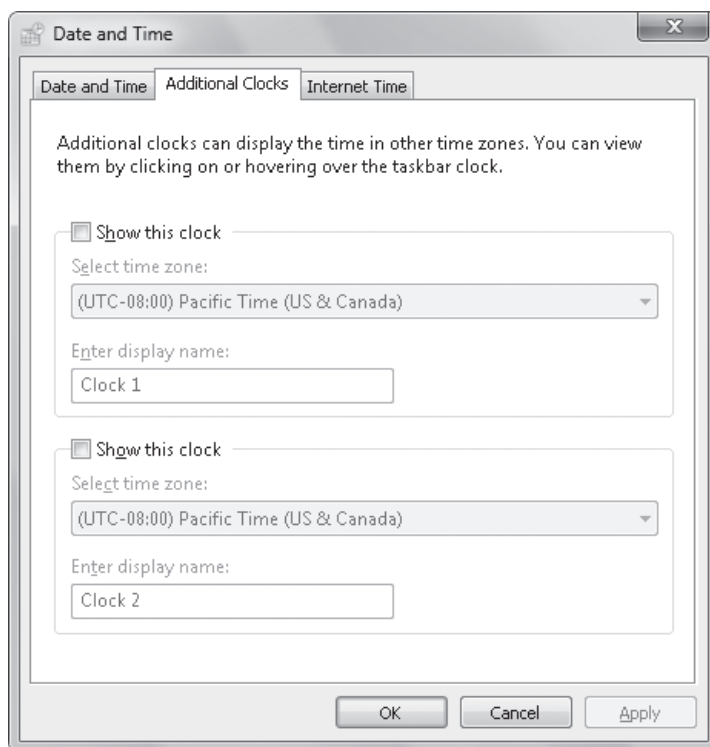 Date and Time
Date and Time
Additional Clocks
Internet Time
Additional clocks can display the time in other time zones. You can view
them by clicking on or hovering over the taskbar clock.
Show this clock
Select time zone:
(UTC-08:00) Pacific Time (US & Canada)
Enter display name:
Clock 1
Show this clock
Select time zone:
(UTC-08:00) Pacific Time (US & Canada)
Enter display name:
Clock 2
OK
Cancel
Apply